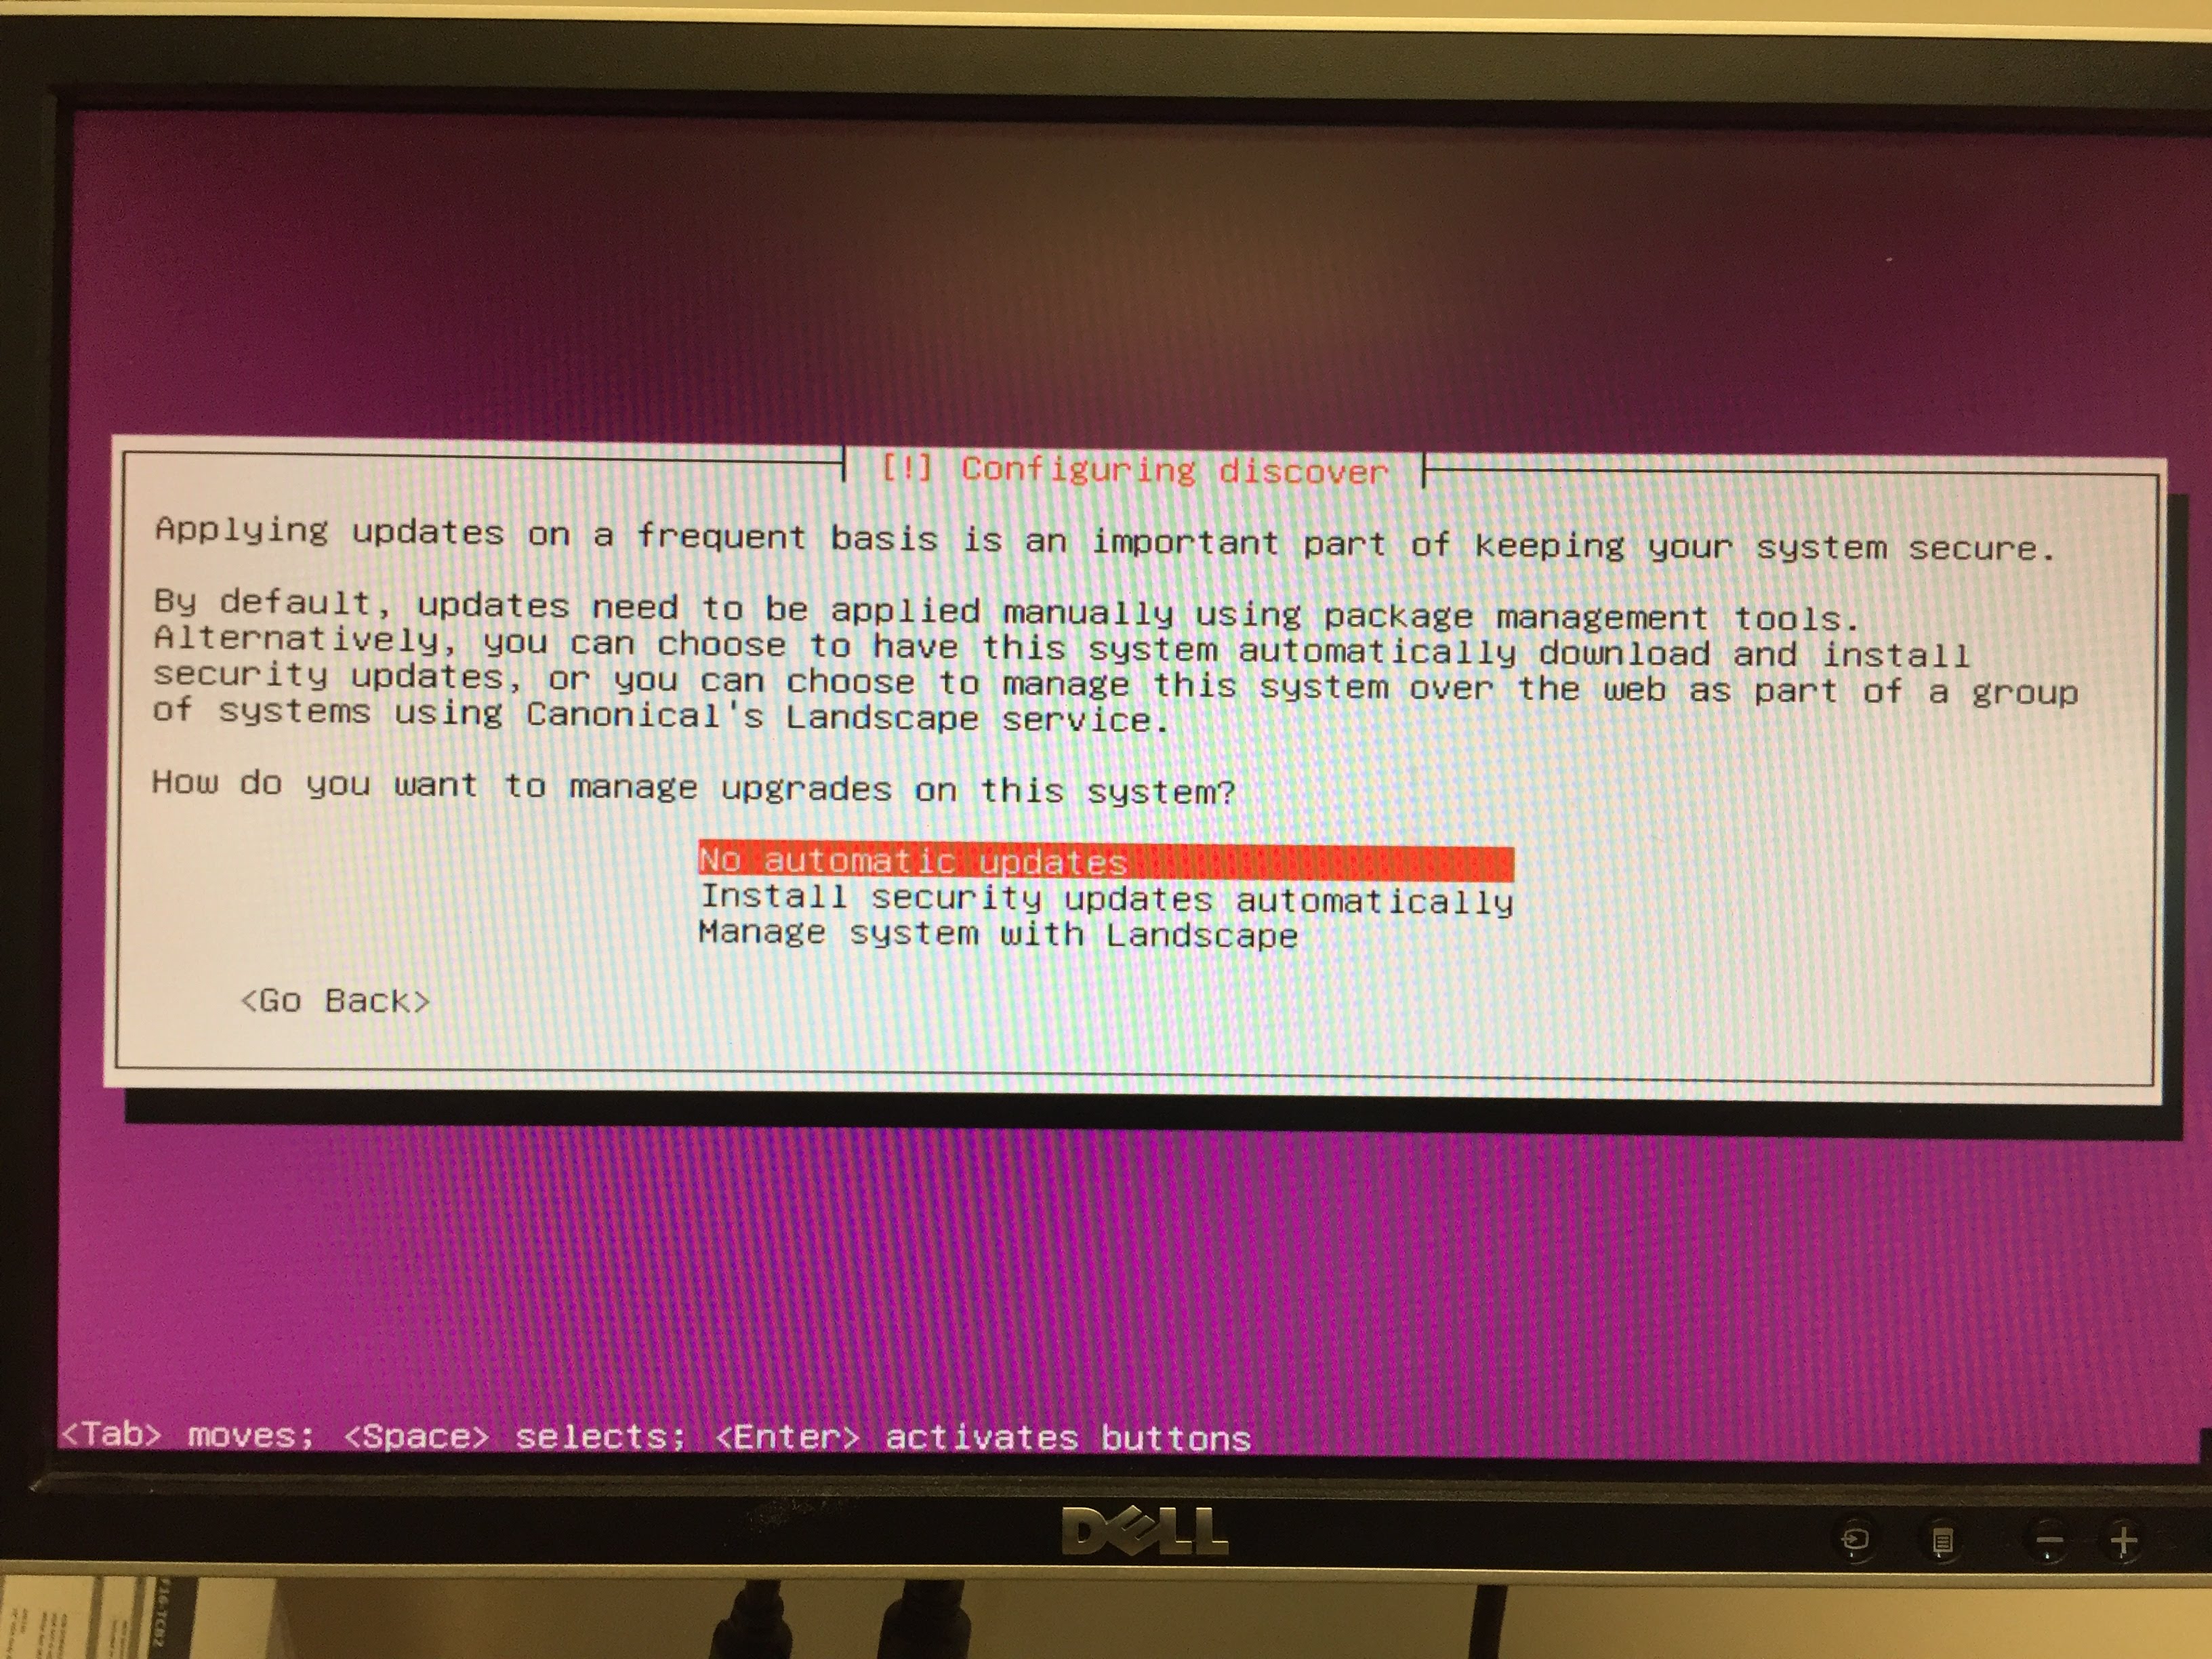 [!] Configuring discover
Applying updates on a frequent basis is an important part of keeping your system secure.
By default, updates need to be applied manually using package management tools.
Alternatively, you can choose to have this system automatically download and install
security updates, or you can choose to manage this system over the web as part of a group
of systems using Canonical's Landscape service.
How do you want to manage upgrades on this system?
No automatic updates
Install security updates automatically
Manage system with Landscape
<Go Back>
<Tab> moves; <Space> selects; <Enter> activates buttons
DELL